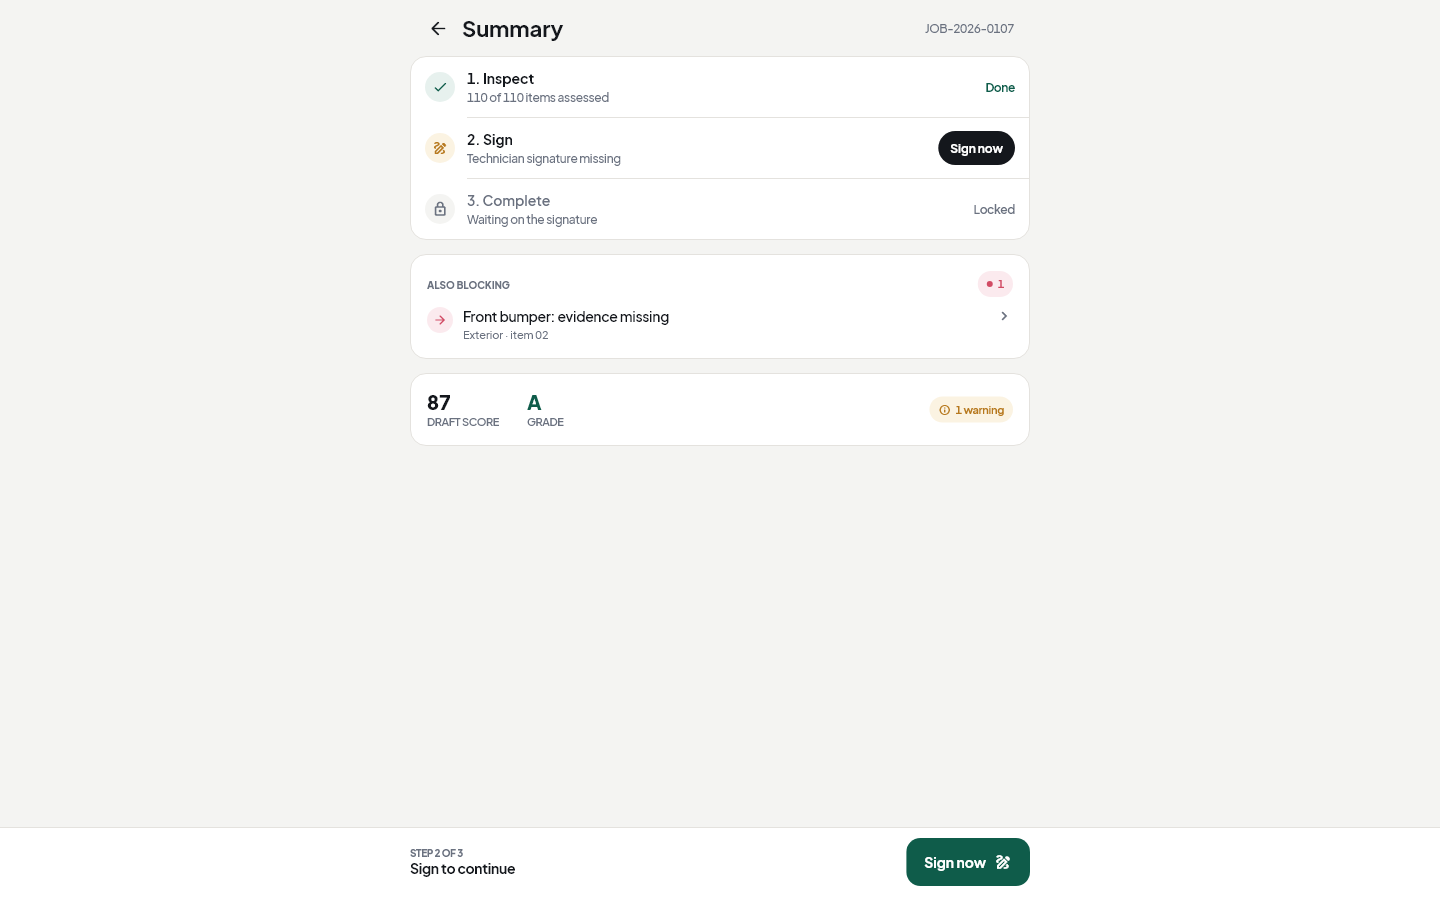 Summary
JOB-2026-0107
1. Inspect
110 of 110 items assessed
Done
2. Sign
Technician signature missing
Sign now
3. Complete
Waiting on the signature
Locked
ALSO BLOCKING
1
Front bumper: evidence missing
Exterior · item 02
87
DRAFT SCORE
A
GRADE
1 warning
STEP 2 OF 3
Sign to continue
Sign now